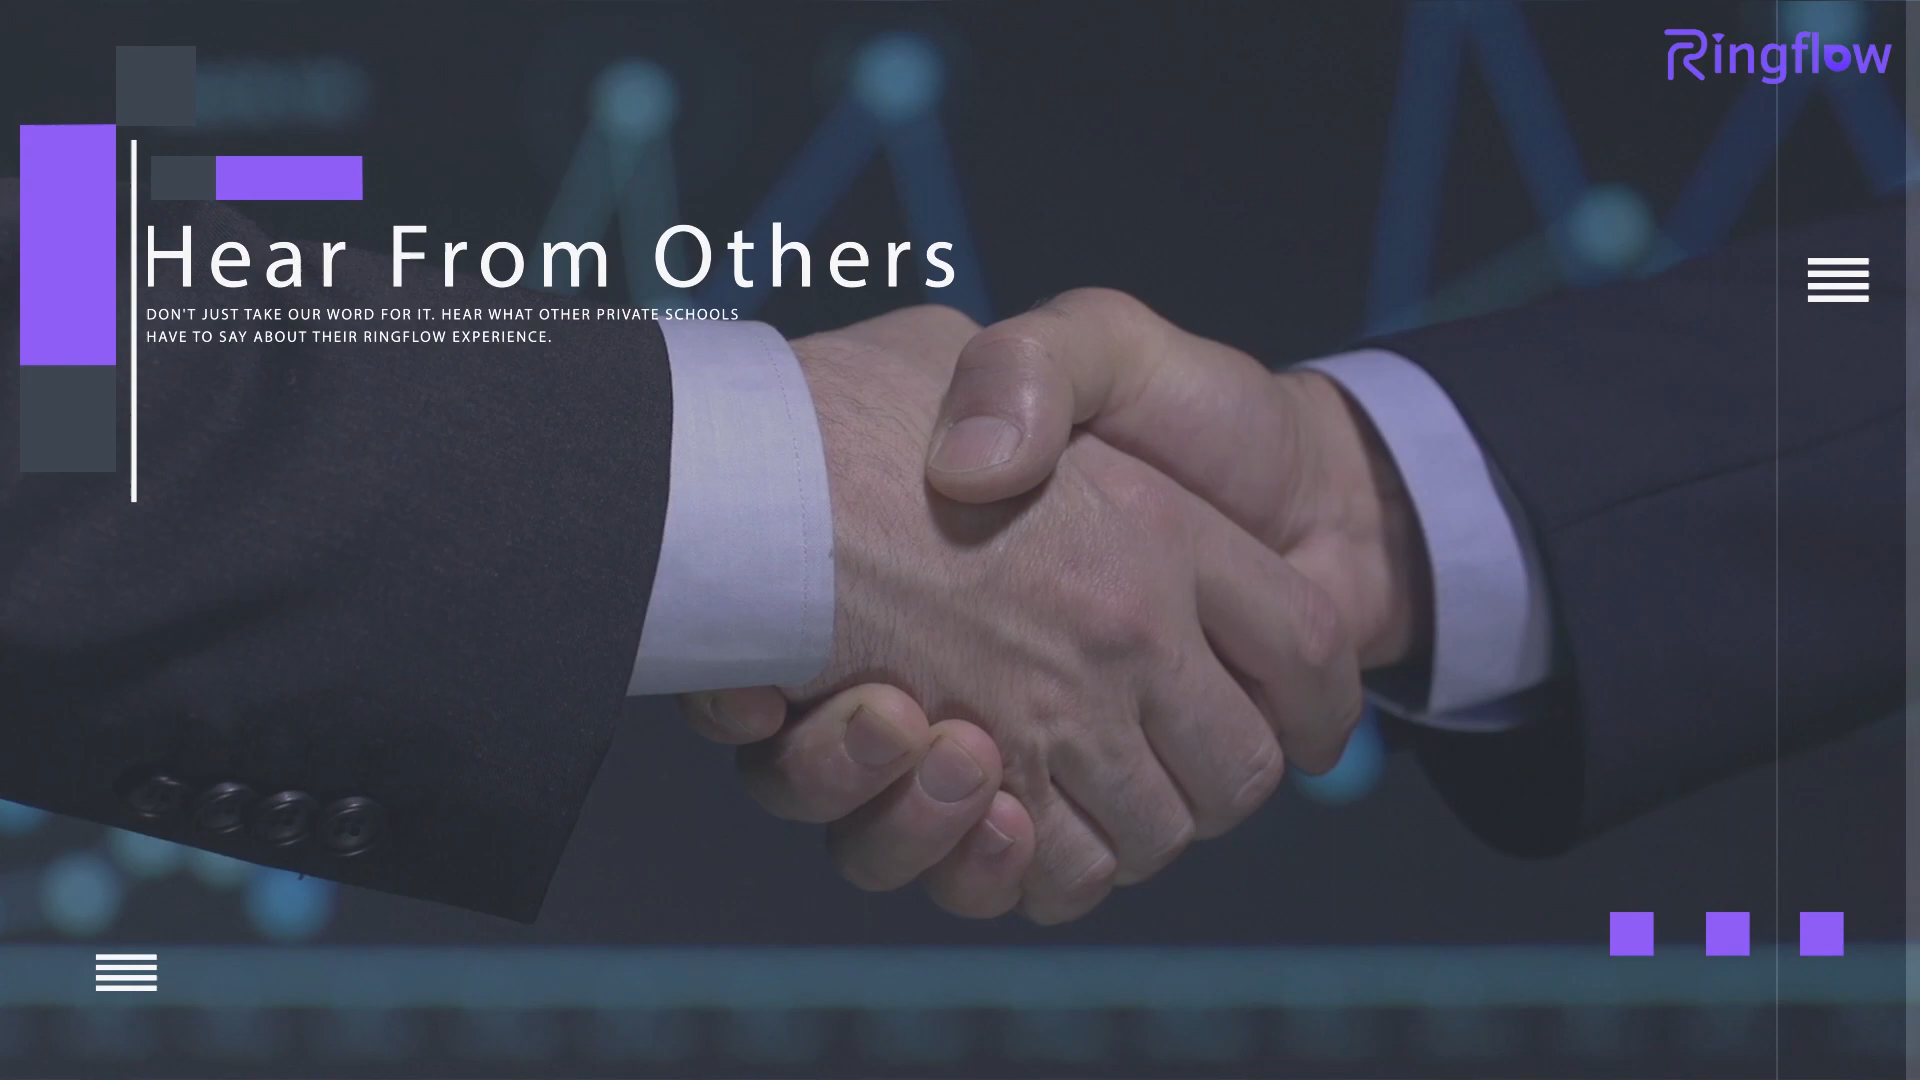 Ringflow
Hear From Others
DON'T JUST TAKE OUR WORD FOR IT. HEAR WHAT OTHER PRIVATE SCHOOLS
HAVE TO SAY ABOUT THEIR RINGFLOW EXPERIENCE.